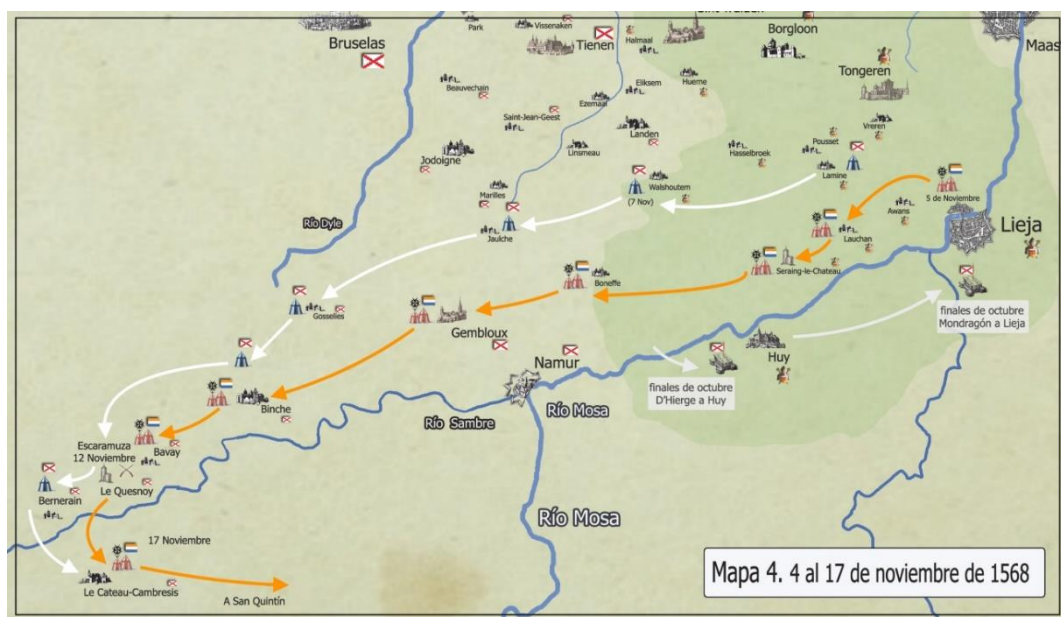 Park
Vissenaken
Bruselas
Tienen
Halmaal
Borgloon
Maas
Beauvechain
Eliksem
Hueme
Tongeren
Saint-Jean-Geest
Ezemaal
Landen
Vreren
Pousset
Jodoigne
Linsmeau
Hasselbroek
Lamine
Marilles
Walshoutem
(7 Nov)
5 de Noviembre
Río Dyle
Jaulche
Awans
Lauchan
Lieja
Seraing-le-Chateau
Boneffe
Gosselies
Gembloux
finales de octubre
Mondragón a Lieja
Namur
Huy
finales de octubre
D'Hierge a Huy
Binche
Río Sambre
Río Mosa
Escaramuza
12 Noviembre
Bavay
Le Quesnoy
Bernerain
Río Mosa
17 Noviembre
Le Cateau-Cambresis
A San Quintín
Mapa 4. 4 al 17 de noviembre de 1568